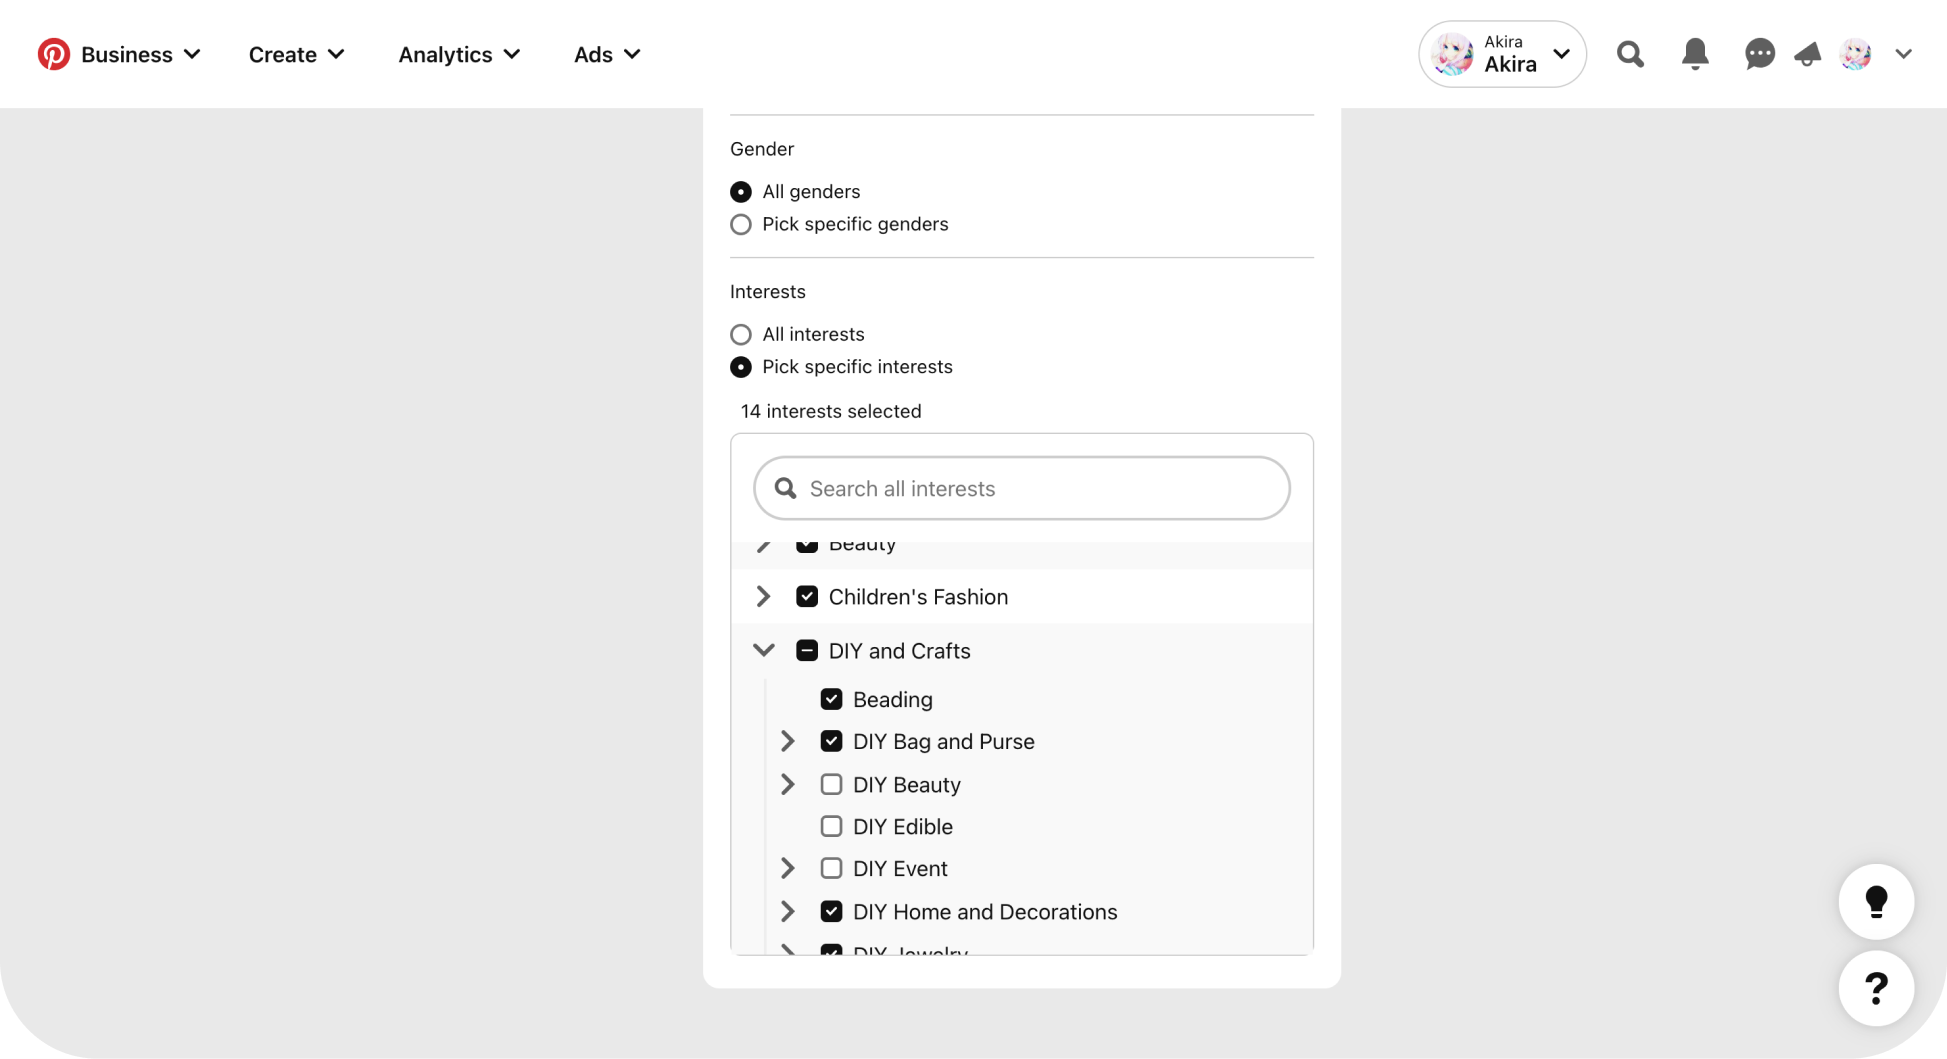 Business
Create
Analytics
Ads
Akira
Akira
Gender
All genders
Pick specific genders
Interests
All interests
Pick specific interests
14 interests selected
Search all interests
Beauty
Children's Fashion
DIY and Crafts
Beading
DIY Bag and Purse
DIY Beauty
DIY Edible
DIY Event
DIY Home and Decorations
DIY Jewelry